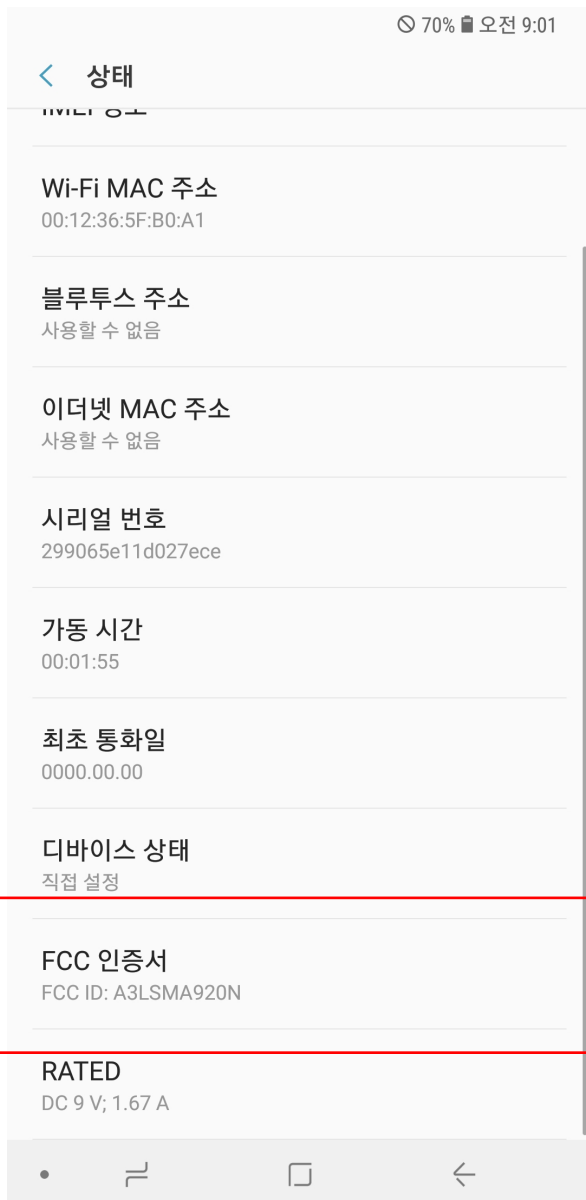 70% 오전 9:01
상태
Wi-Fi MAC 주소
00:12:36:5F:B0:A1
블루투스 주소
사용할 수 없음
이더넷 MAC 주소
사용할 수 없음
시리얼 번호
299065e11d027ece
가동 시간
00:01:55
최초 통화일
0000.00.00
디바이스 상태
직접 설정
FCC 인증서
FCC ID: A3LSMA920N
RATED
DC 9 V; 1.67 A